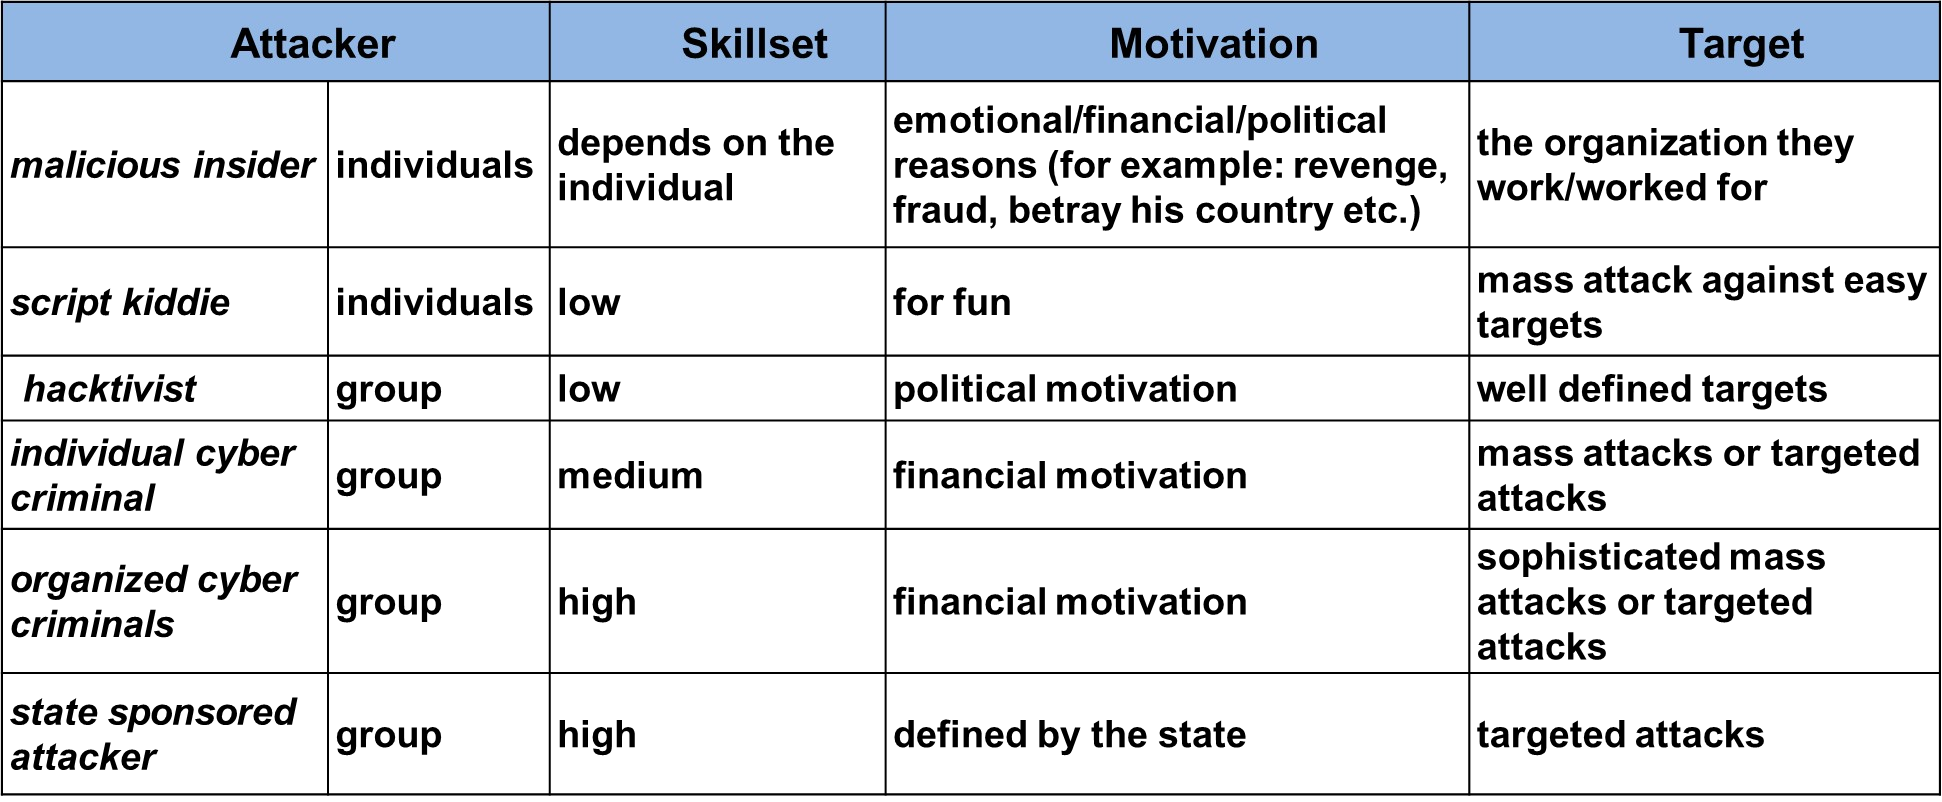 Attacker Skillset Motivation Target
malicious insider individuals depends on the
individual emotional/financial/political
reasons (for example: revenge,
fraud, betray his country etc.) the organization they
work/worked for
script kiddie individuals low for fun mass attack against easy
targets
hacktivist group low political motivation well defined targets
individual cyber
criminal group medium financial motivation mass attacks or targeted
attacks
organized cyber
criminals group high financial motivation sophisticated mass
attacks or targeted
attacks
state sponsored
attacker group high defined by the state targeted attacks